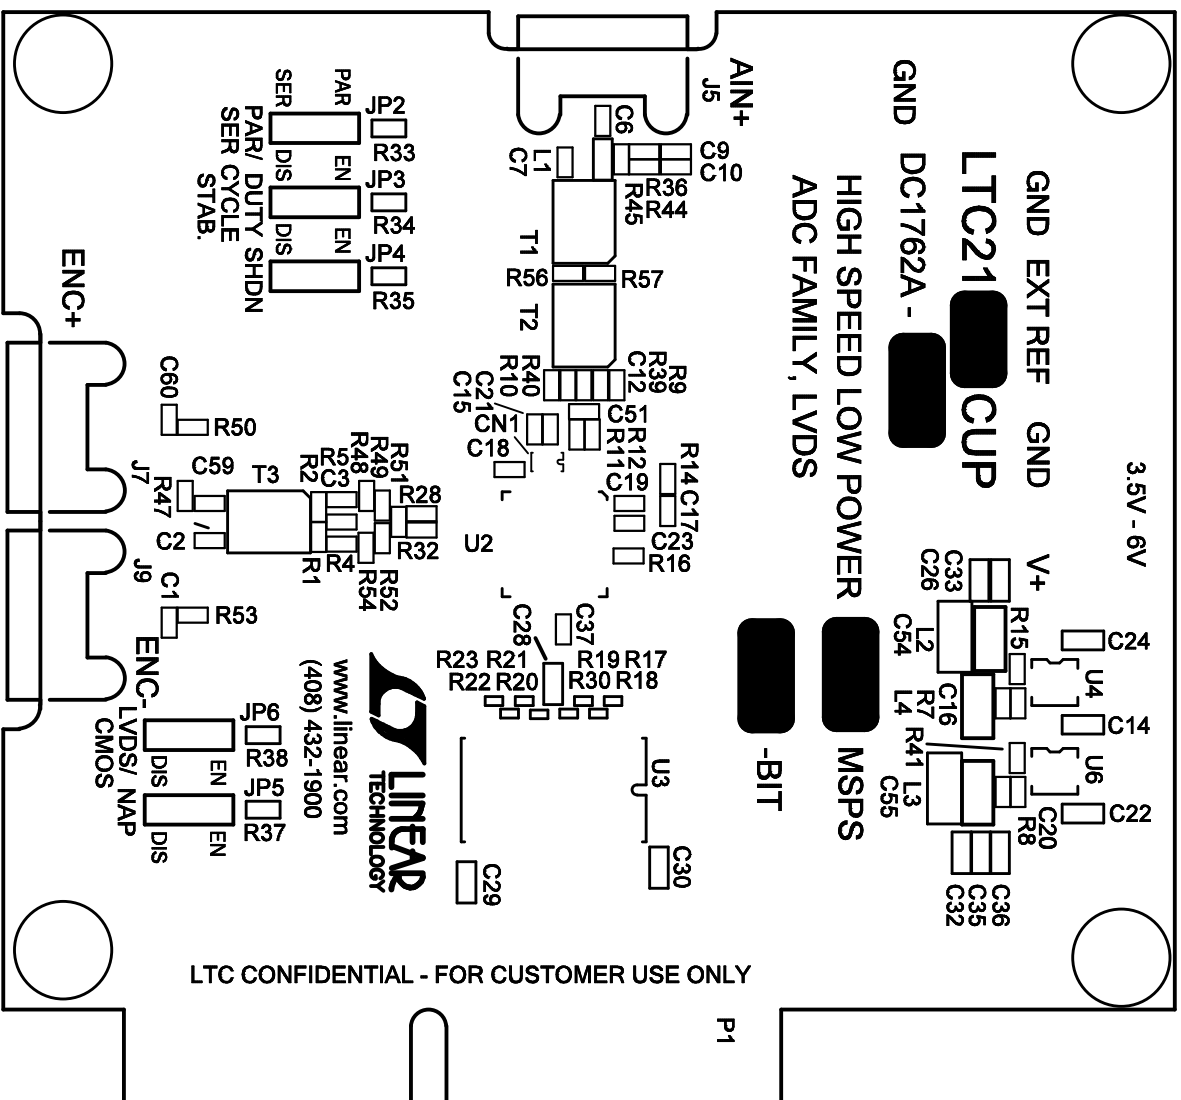 AIN+
J5
GND
LTC21
CUP
DC1762A -
GND EXT REF GND V+
3.5V - 6V
HIGH SPEED LOW POWER
MSPS
ADC FAMILY, LVDS
-BIT
SER
PAR
JP2
R33
DIS
EN
JP3
R34
DIS
EN
JP4
R35
PAR/ DUTY SHDN
SER CYCLE
STAB.
C6
L1
C7
C9
C10
R36
R44
R45
T1
R56
R57
T2
R10
R40
C12
R39
R9
C15
C21
CN1
C18
C51
R11
R12
R14
C17
C19
C23
R16
U2
ENC+
C60
R50
J7
C59
R47
T3
C2
R2
R5
C3
R48
R49
R51
R28
R32
R1
R4
R54
R52
J9
C1
R53
ENC-
C28
C37
R23
R21
R19
R17
R22
R20
R30
R18
U3
C29
C30
C26
C33
R15
C24
L2
C54
U4
R7
L4
C16
C14
R41
L3
C55
U6
C22
R8
C20
C32
C35
C36
JP6
R38
JP5
R37
DIS
EN
DIS
EN
LVDS/ NAP
CMOS
www.linear.com
(408) 432-1900
LINEAR
TECHNOLOGY
LTC CONFIDENTIAL - FOR CUSTOMER USE ONLY
P1